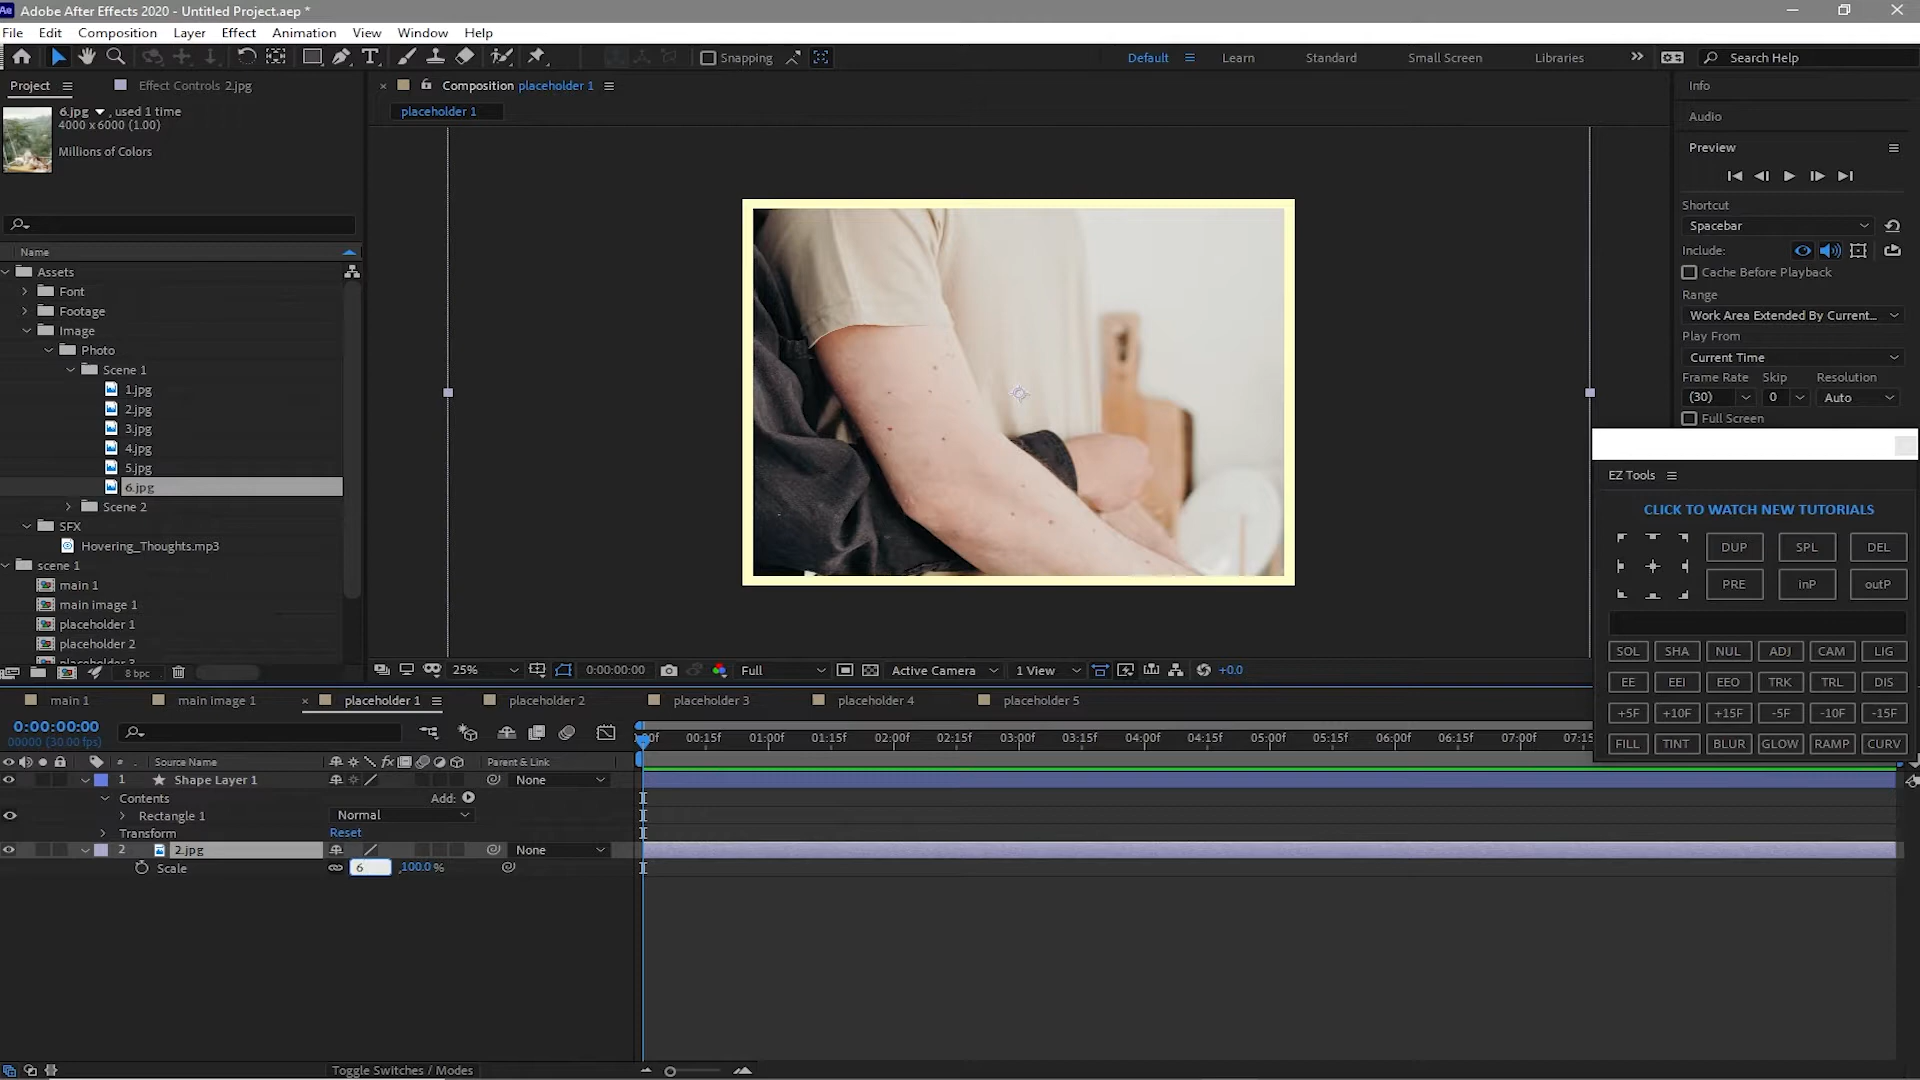 Ae Adobe After Effects 2020 - Untitled Project.aep *
File Edit Composition Layer Effect Animation View Window Help
T Snapping Default Learn Standard Small Screen Libraries Search Help
Project Effect Controls 2.jpg Composition placeholder 1 Info
6.jpg , used 1 time placeholder 1
4000 x 6000 (1.00) Audio
Millions of Colors Preview
Shortcut
Spacebar
Name Include:
Assets Cache Before Playback
Font Range
Footage Work Area Extended By Current...
Image Play From
Photo Current Time
Scene 1 Frame Rate Skip Resolution
1.jpg (30) 0 Auto
2.jpg Full Screen
3.jpg
4.jpg
5.jpg EZ Tools
6.jpg
Scene 2 CLICK TO WATCH NEW TUTORIALS
SFX DUP SPL DEL
Hovering_Thoughts.mp3
scene 1 PRE inP outP
main 1
main image 1
placeholder 1
placeholder 2 SOL SHA NUL ADJ CAM LIG
8 bpc 25% 0:00:00:00 Full Active Camera 1 View +0.0
EE EEI EEO TRK TRL DIS
main 1 main image 1 placeholder 1 placeholder 2 placeholder 3 placeholder 4 placeholder 5
+5F +10F +15F -5F -10F -15F
0:00:00:00
00000 (30.00 fps) 00:15f 01:00f 01:15f 02:00f 02:15f 03:00f 03:15f 04:00f 04:15f 05:00f 05:15f 06:00f 06:15f 07:00f
FILL TINT BLUR GLOW RAMP CURV
# Source Name fx Parent & Link
1 Shape Layer 1 None
Contents Add:
Rectangle 1 Normal
Transform Reset
2 2.jpg None
Scale 6 ,100.0 %
Toggle Switches / Modes